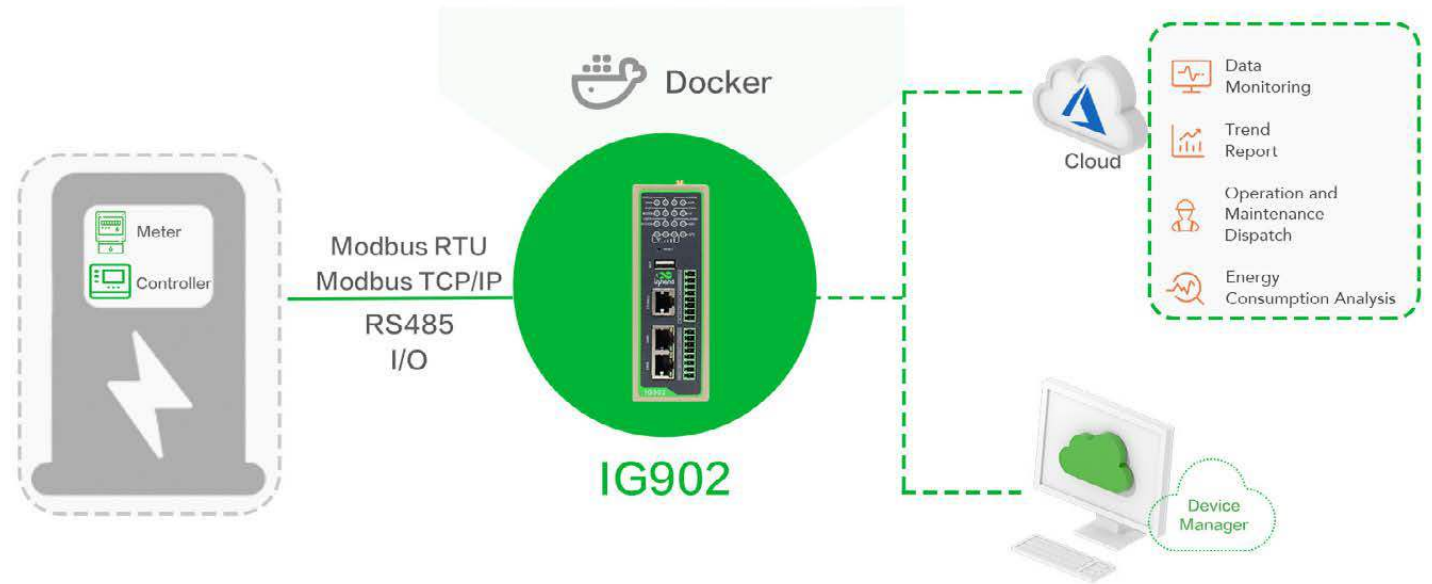 Docker
Meter
Controller
Modbus RTU
Modbus TCP/IP
RS485
I/O
IG902
IG902
Cloud
Data
Monitoring
Trend
Report
Operation and
Maintenance
Dispatch
Energy
Consumption Analysis
Device
Manager